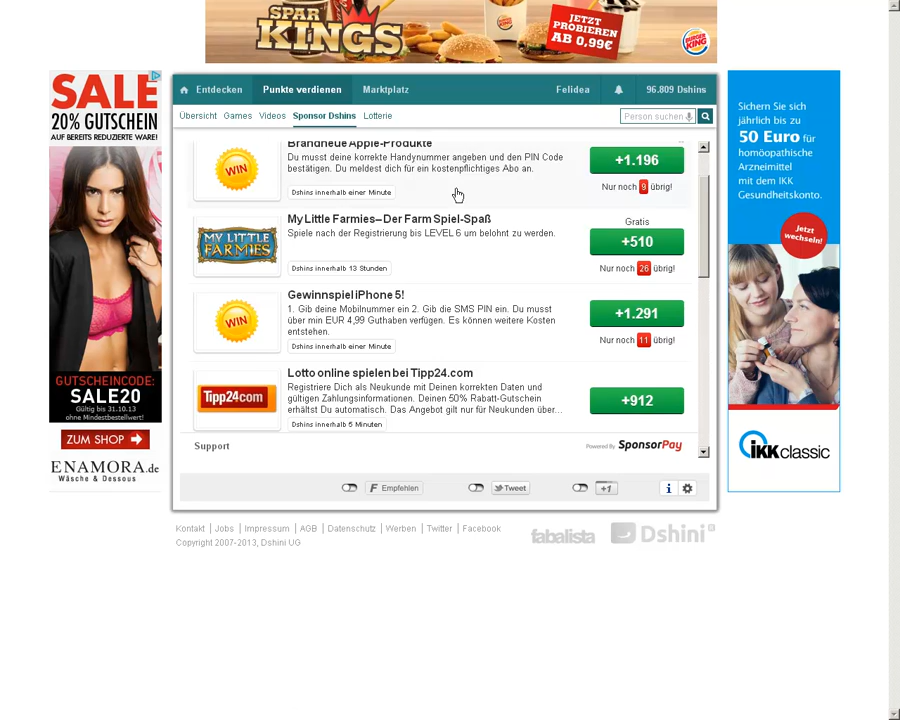 SPAR
KINGS
JETZT
PROBIEREN
AB 0,99€
BURGER
KING
SALE
20% GUTSCHEIN
AUF BEREITS REDUZIERTE WARE!
GUTSCHEINCODE:
SALE20
Gültig bis 31.10.13
ohne Mindestbestellwert!
ZUM SHOP
ENAMORA.de
Wäsche & Dessous
Entdecken
Punkte verdienen
Marktplatz
Felidea
96.809 Dshins
Übersicht
Games
Videos
Sponsor Dshins
Lotterie
Person suchen
Brandneue Apple-Produkte
Du musst deine korrekte Handynummer angeben und den PIN Code
bestätigen. Du meldest dich für ein kostenpflichtiges Abo an.
Dshins innerhalb einer Minute
WIN
+1.196
Nur noch 9 übrig!
MY LITTLE
FARMIES
My Little Farmies–Der Farm Spiel-Spaß
Spiele nach der Registrierung bis LEVEL 6 um belohnt zu werden.
Dshins innerhalb 13 Stunden
Gratis
+510
Nur noch 26 übrig!
WIN
Gewinnspiel iPhone 5!
1. Gib deine Mobilnummer ein 2. Gib die SMS PIN ein. Du musst
über min EUR 4,99 Guthaben verfügen. Es können weitere Kosten
entstehen.
Dshins innerhalb einer Minute
+1.291
Nur noch 11 übrig!
Tipp24com
Lotto online spielen bei Tipp24.com
Registriere Dich als Neukunde mit Deinen korrekten Daten und
gültigen Zahlungsinformationen. Deinen 50% Rabatt-Gutschein
erhältst Du automatisch. Das Angebot gilt nur für Neukunden über...
Dshins innerhalb 5 Minuten
+912
Support
Powered By SponsorPay
Empfehlen
Tweet
+1
Kontakt | Jobs | Impressum | AGB | Datenschutz | Werben | Twitter | Facebook
Copyright 2007-2013, Dshini UG
fabalista
Dshini
Sichern Sie sich
jährlich bis zu
50 Euro für
homöopathische
Arzneimittel
mit dem IKK
Gesundheitskonto.
Jetzt
wechseln!
IKK classic